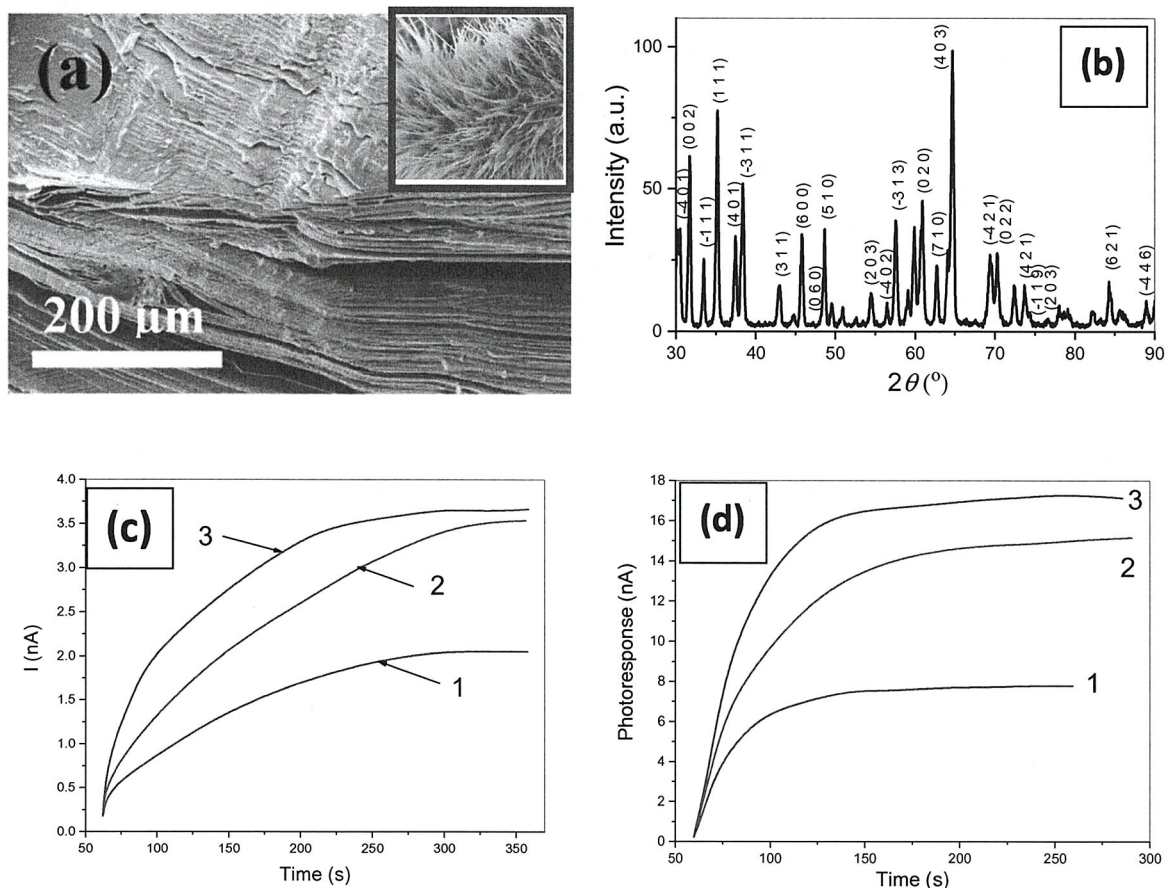 (a)
200 μm
(b)
Intensity (a.u.)
100
50
0
(-4 0 1)
(0 0 2)
(-1 1 1)
(1 1 1)
(4 0 1)
(-3 1 1)
(3 1 1)
(6 0 0)
(0 6 0)
(5 1 0)
(2 0 3)
(-4 0 2)
(-3 1 3)
(0 2 0)
(7 1 0)
(4 0 3)
(-4 2 1)
(0 2 2)
(4 2 1)
(-1 1 9)
(2 0 3)
(6 2 1)
(-4 4 6)
30 40 50 60 70 80 90
2θ (°)
(c)
I (nA)
4.0
3.5
3.0
2.5
2.0
1.5
1.0
0.5
0.0
3
2
1
50 100 150 200 250 300 350
Time (s)
(d)
Photoresponse (nA)
18
16
14
12
10
8
6
4
2
0
3
2
1
50 100 150 200 250 300
Time (s)